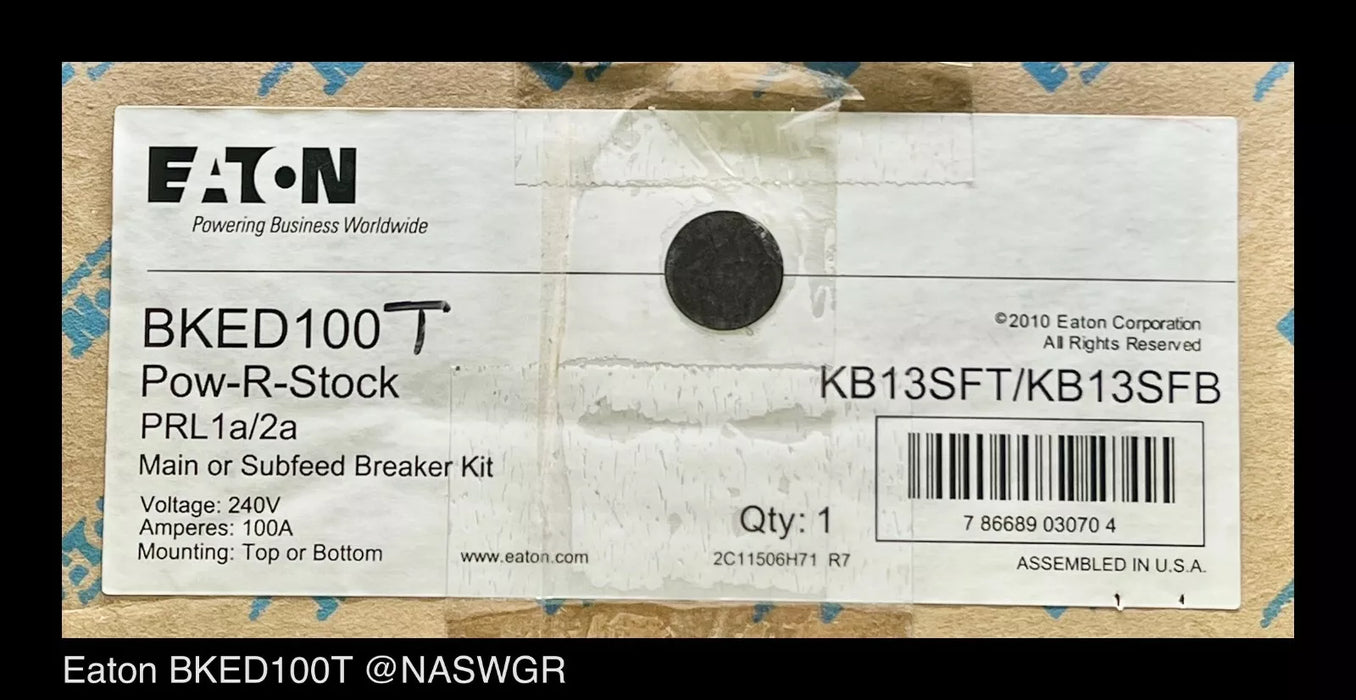 EATON
Powering Business Worldwide
BKED100T
Pow-R-Stock
PRL1a/2a
Main or Subfeed Breaker Kit
Voltage: 240V
Amperes: 100A
Mounting: Top or Bottom
www.eaton.com
Qty: 1
2C11506H71 R7
©2010 Eaton Corporation
All Rights Reserved
KB13SFT/KB13SFB
7 86689 03070 4
ASSEMBLED IN U.S.A.
Eaton BKED100T @NASWGR